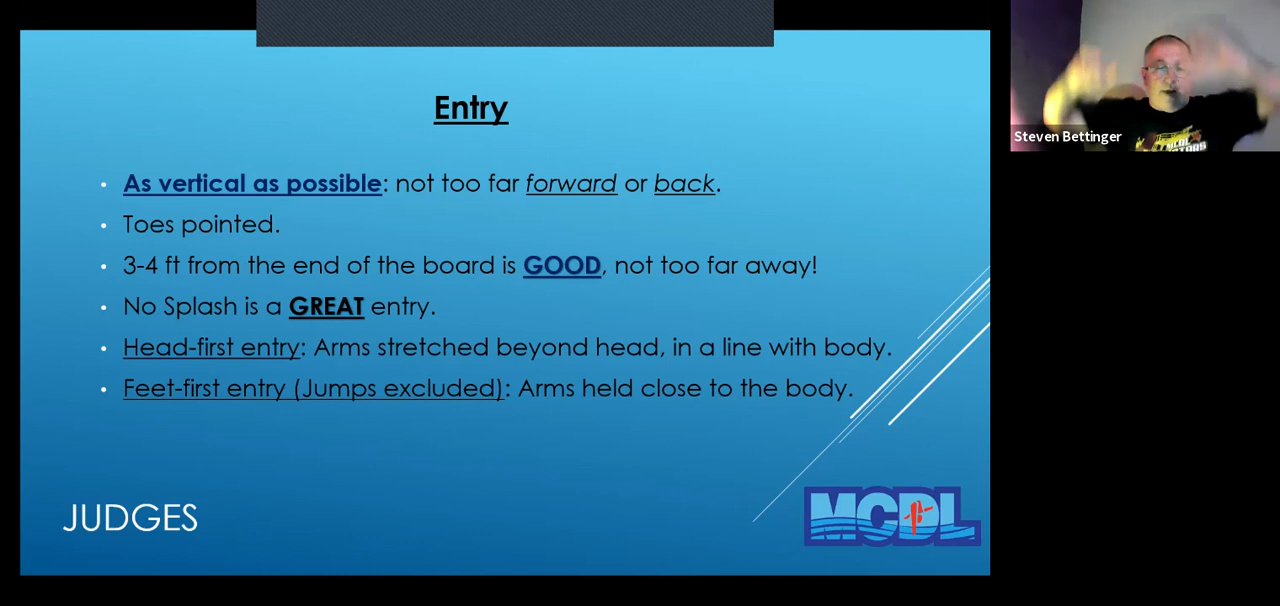 Entry
As vertical as possible: not too far forward or back.
Toes pointed.
3-4 ft from the end of the board is GOOD, not too far away!
No Splash is a GREAT entry.
Head-first entry: Arms stretched beyond head, in a line with body.
Feet-first entry (Jumps excluded): Arms held close to the body.
JUDGES
MCDL
Steven Bettinger